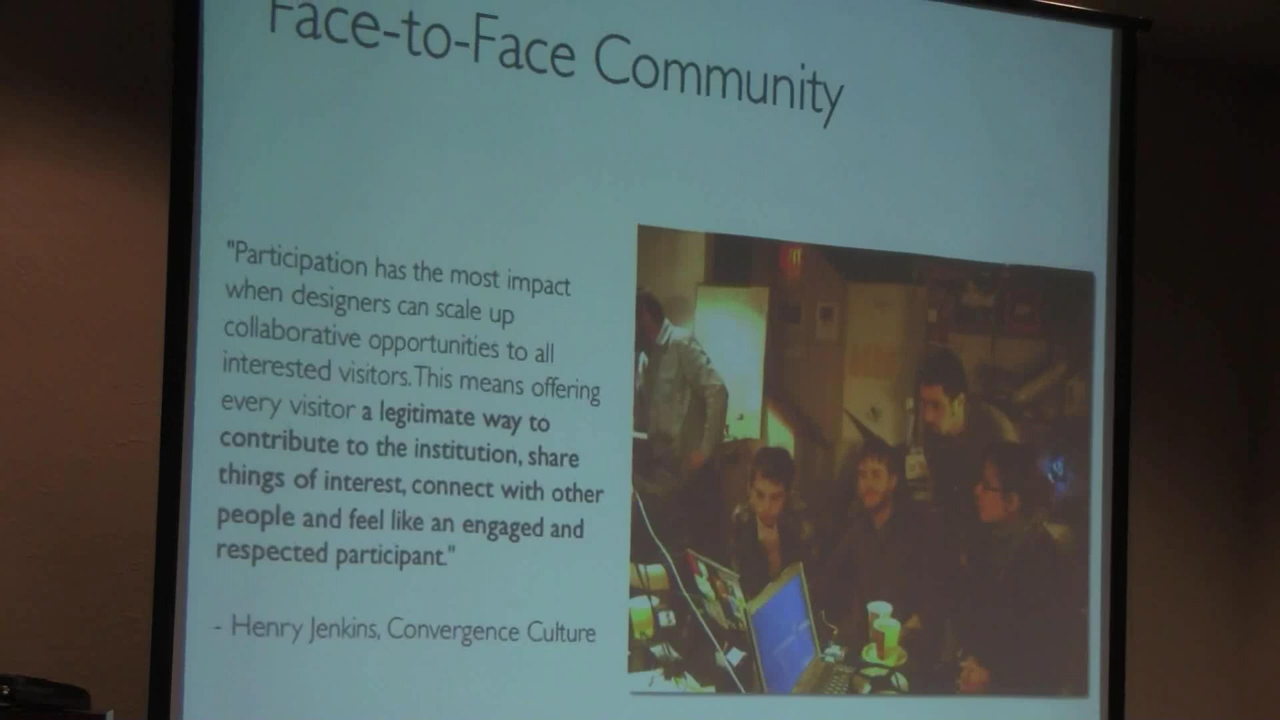 Face-to-Face Community
"Participation has the most impact
when designers can scale up
collaborative opportunities to all
interested visitors. This means offering
every visitor a legitimate way to
contribute to the institution, share
things of interest, connect with other
people and feel like an engaged and
respected participant."
- Henry Jenkins, Convergence Culture